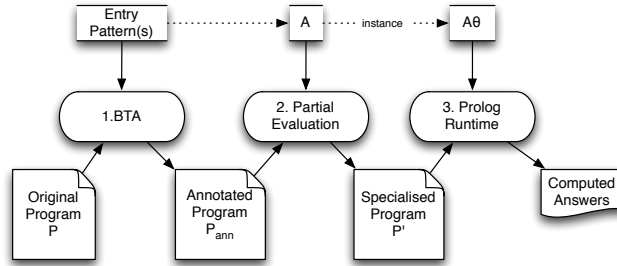 Entry
Pattern(s)
A
instance
Aθ
1.BTA
2. Partial
Evaluation
3. Prolog
Runtime
Original
Program
P
Annotated
Program
Pann
Specialised
Program
P'
Computed
Answers